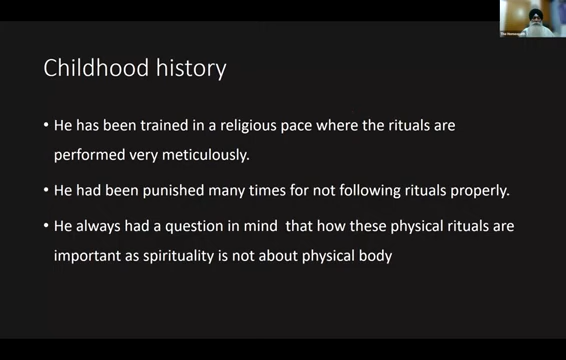 Childhood history
• He has been trained in a religious pace where the rituals are
performed very meticulously.
• He had been punished many times for not following rituals properly.
• He always had a question in mind that how these physical rituals are
important as spirituality is not about physical body